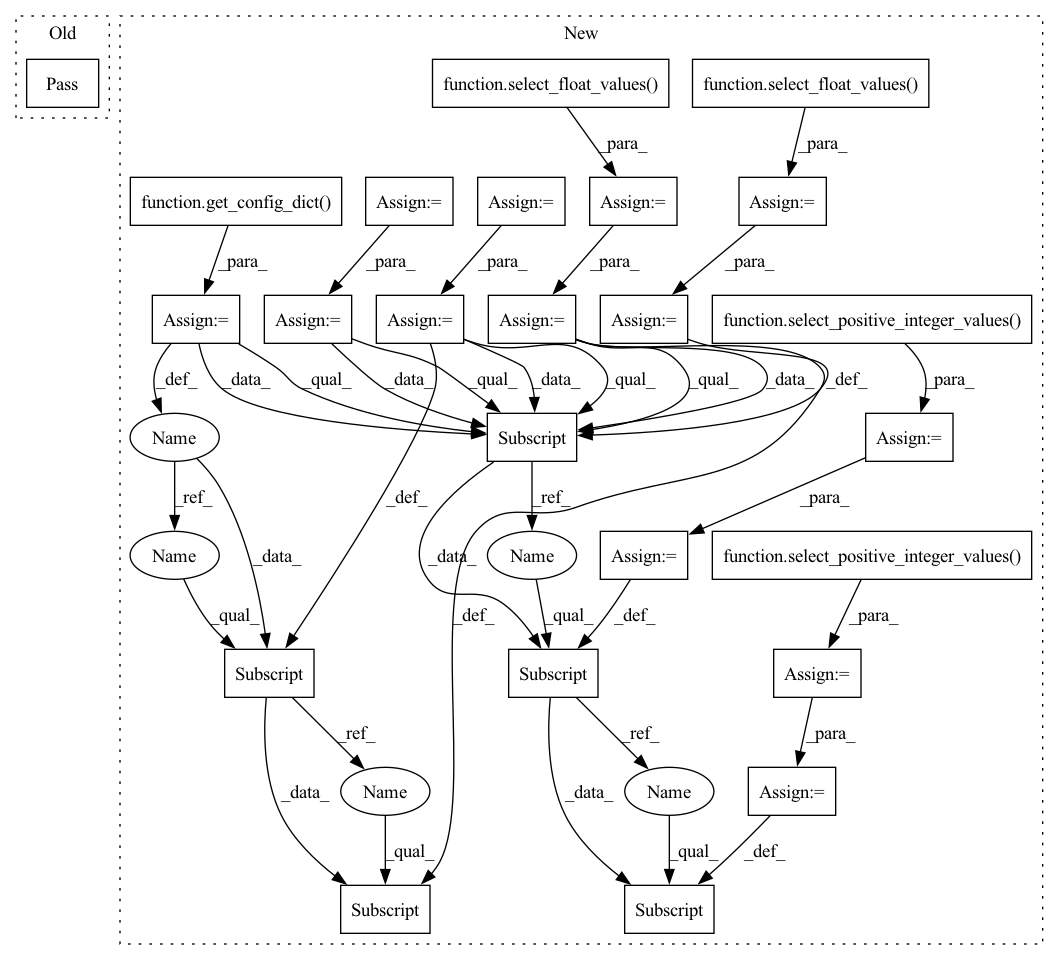 Old
New
Pass
function.select_float_values()
function.select_float_values()
_para_
_para_
function.get_config_dict()
Assign:=
Assign:=
Assign:=
Assign:=
_para_
_para_
_para_
_para_
_para_
Assign:=
Assign:=
Assign:=
Assign:=
Assign:=
function.select_positive_integer_values()
_def_
_data_
_qual_
_data_
_qual_
_data_
_qual_
_qual_
_data_
_def_
_para_
Name
Subscript
Assign:=
_ref_
_def_
_ref_
_para_
Name
_data_
_data_
Name
Assign:=
function.select_positive_integer_values()
_qual_
_def_
_qual_
_def_
_para_
Subscript
Subscript
Assign:=
_ref_
_ref_
_para_
_data_
Name
_data_
Name
Assign:=
_qual_
_qual_
_def_
Subscript
Subscript